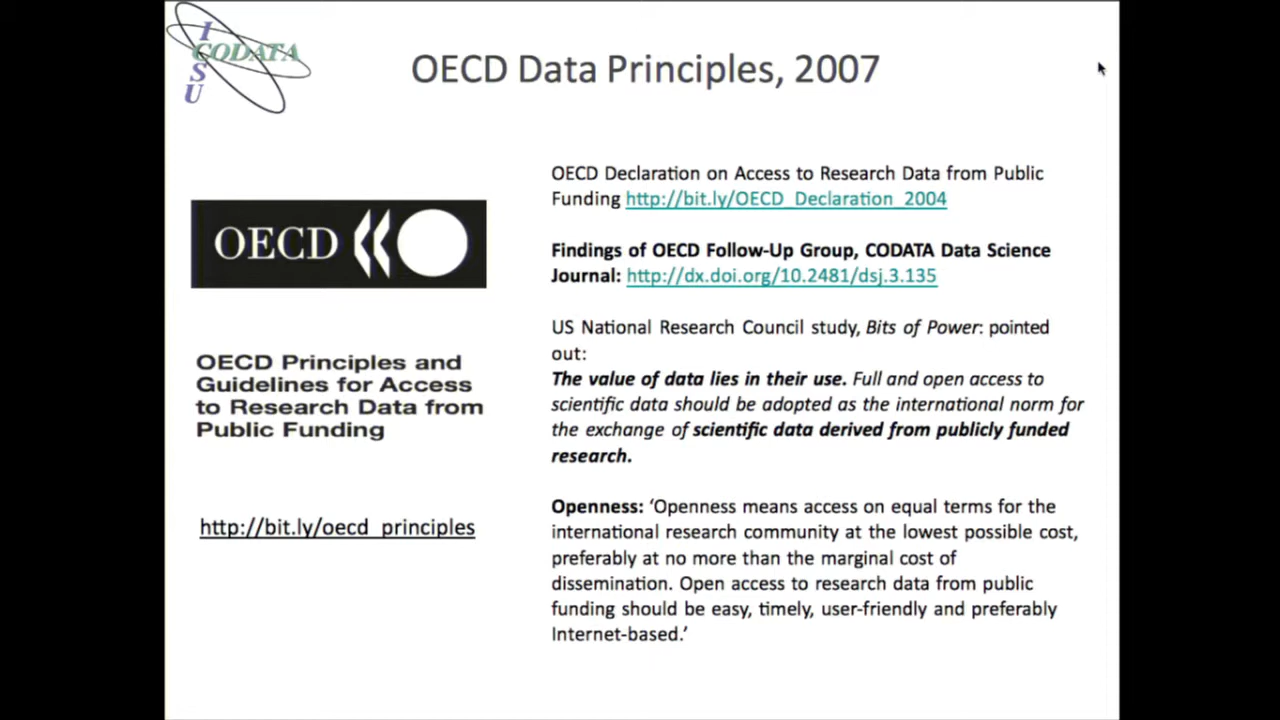 I
CODATA
S
U
OECD Data Principles, 2007
OECD
OECD Principles and
Guidelines for Access
to Research Data from
Public Funding
http://bit.ly/oecd_principles
OECD Declaration on Access to Research Data from Public
Funding http://bit.ly/OECD_Declaration_2004
Findings of OECD Follow-Up Group, CODATA Data Science
Journal: http://dx.doi.org/10.2481/dsj.3.135
US National Research Council study, Bits of Power: pointed
out:
The value of data lies in their use. Full and open access to
scientific data should be adopted as the international norm for
the exchange of scientific data derived from publicly funded
research.
Openness: ‘Openness means access on equal terms for the
international research community at the lowest possible cost,
preferably at no more than the marginal cost of
dissemination. Open access to research data from public
funding should be easy, timely, user-friendly and preferably
Internet-based.’